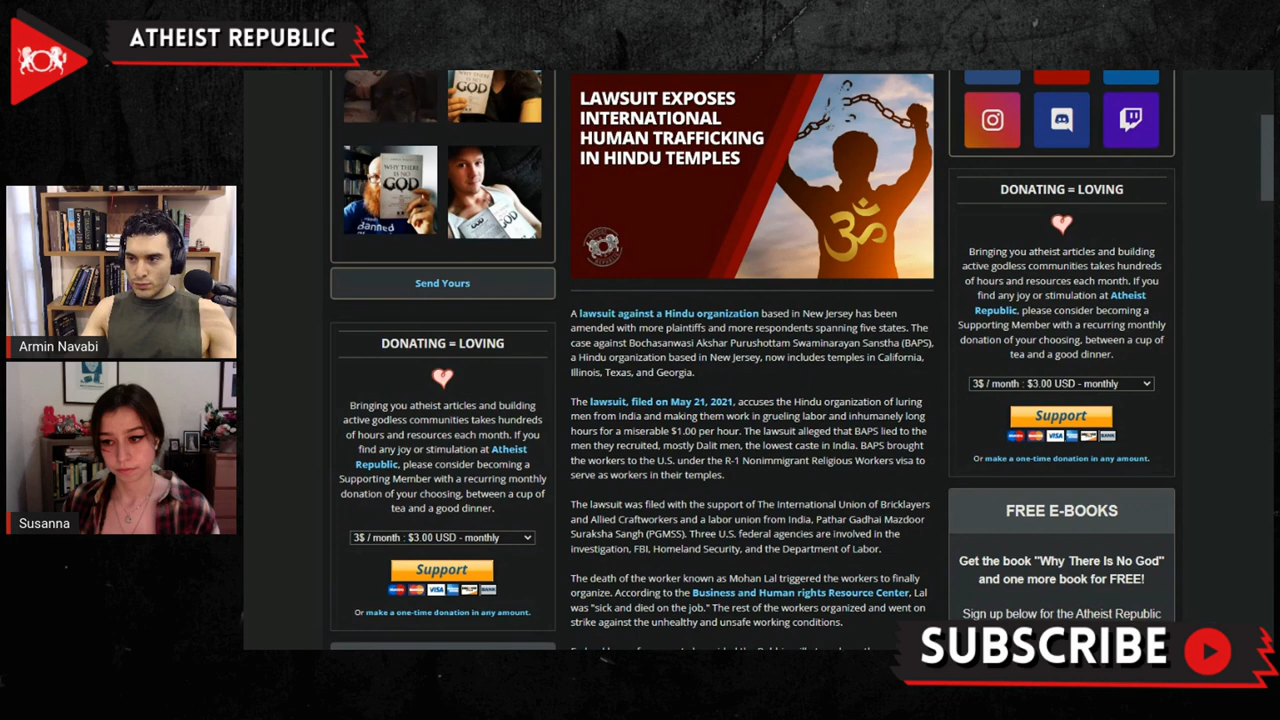 ATHEIST REPUBLIC
Armin Navabi
Susanna
WHY THERE IS NO
GOD
Banned
Send Yours
DONATING = LOVING
Bringing you atheist articles and building
active godless communities takes hundreds
of hours and resources each month. If you
find any joy or stimulation at Atheist
Republic, please consider becoming a
Supporting Member with a recurring monthly
donation of your choosing, between a cup of
tea and a good dinner.
3$ / month : $3.00 USD - monthly
Support
VISA
BANK
Or make a one-time donation in any amount.
LAWSUIT EXPOSES
INTERNATIONAL
HUMAN TRAFFICKING
IN HINDU TEMPLES
ॐ
A lawsuit against a Hindu organization based in New Jersey has been
amended with more plaintiffs and more respondents spanning five states. The
case against Bochasanwasi Akshar Purushottam Swaminarayan Sanstha (BAPS),
a Hindu organization based in New Jersey, now includes temples in California,
Illinois, Texas, and Georgia.
The lawsuit, filed on May 21, 2021, accuses the Hindu organization of luring
men from India and making them work in grueling labor and inhumanely long
hours for a miserable $1.00 per hour. The lawsuit alleged that BAPS lied to the
men they recruited, mostly Dalit men, the lowest caste in India. BAPS brought
the workers to the U.S. under the R-1 Nonimmigrant Religious Workers visa to
serve as workers in their temples.
The lawsuit was filed with the support of The International Union of Bricklayers
and Allied Craftworkers and a labor union from India, Pathar Gadhai Mazdoor
Suraksha Sangh (PGMSS). Three U.S. federal agencies are involved in the
investigation, FBI, Homeland Security, and the Department of Labor.
The death of the worker known as Mohan Lal triggered the workers to finally
organize. According to the Business and Human rights Resource Center, Lal
was "sick and died on the job." The rest of the workers organized and went on
strike against the unhealthy and unsafe working conditions.
DONATING = LOVING
Bringing you atheist articles and building
active godless communities takes hundreds
of hours and resources each month. If you
find any joy or stimulation at Atheist
Republic, please consider becoming a
Supporting Member with a recurring monthly
donation of your choosing, between a cup of
tea and a good dinner.
3$ / month : $3.00 USD - monthly
Support
VISA
BANK
Or make a one-time donation in any amount.
FREE E-BOOKS
Get the book "Why There Is No God"
and one more book for FREE!
Sign up below for the Atheist Republic
SUBSCRIBE